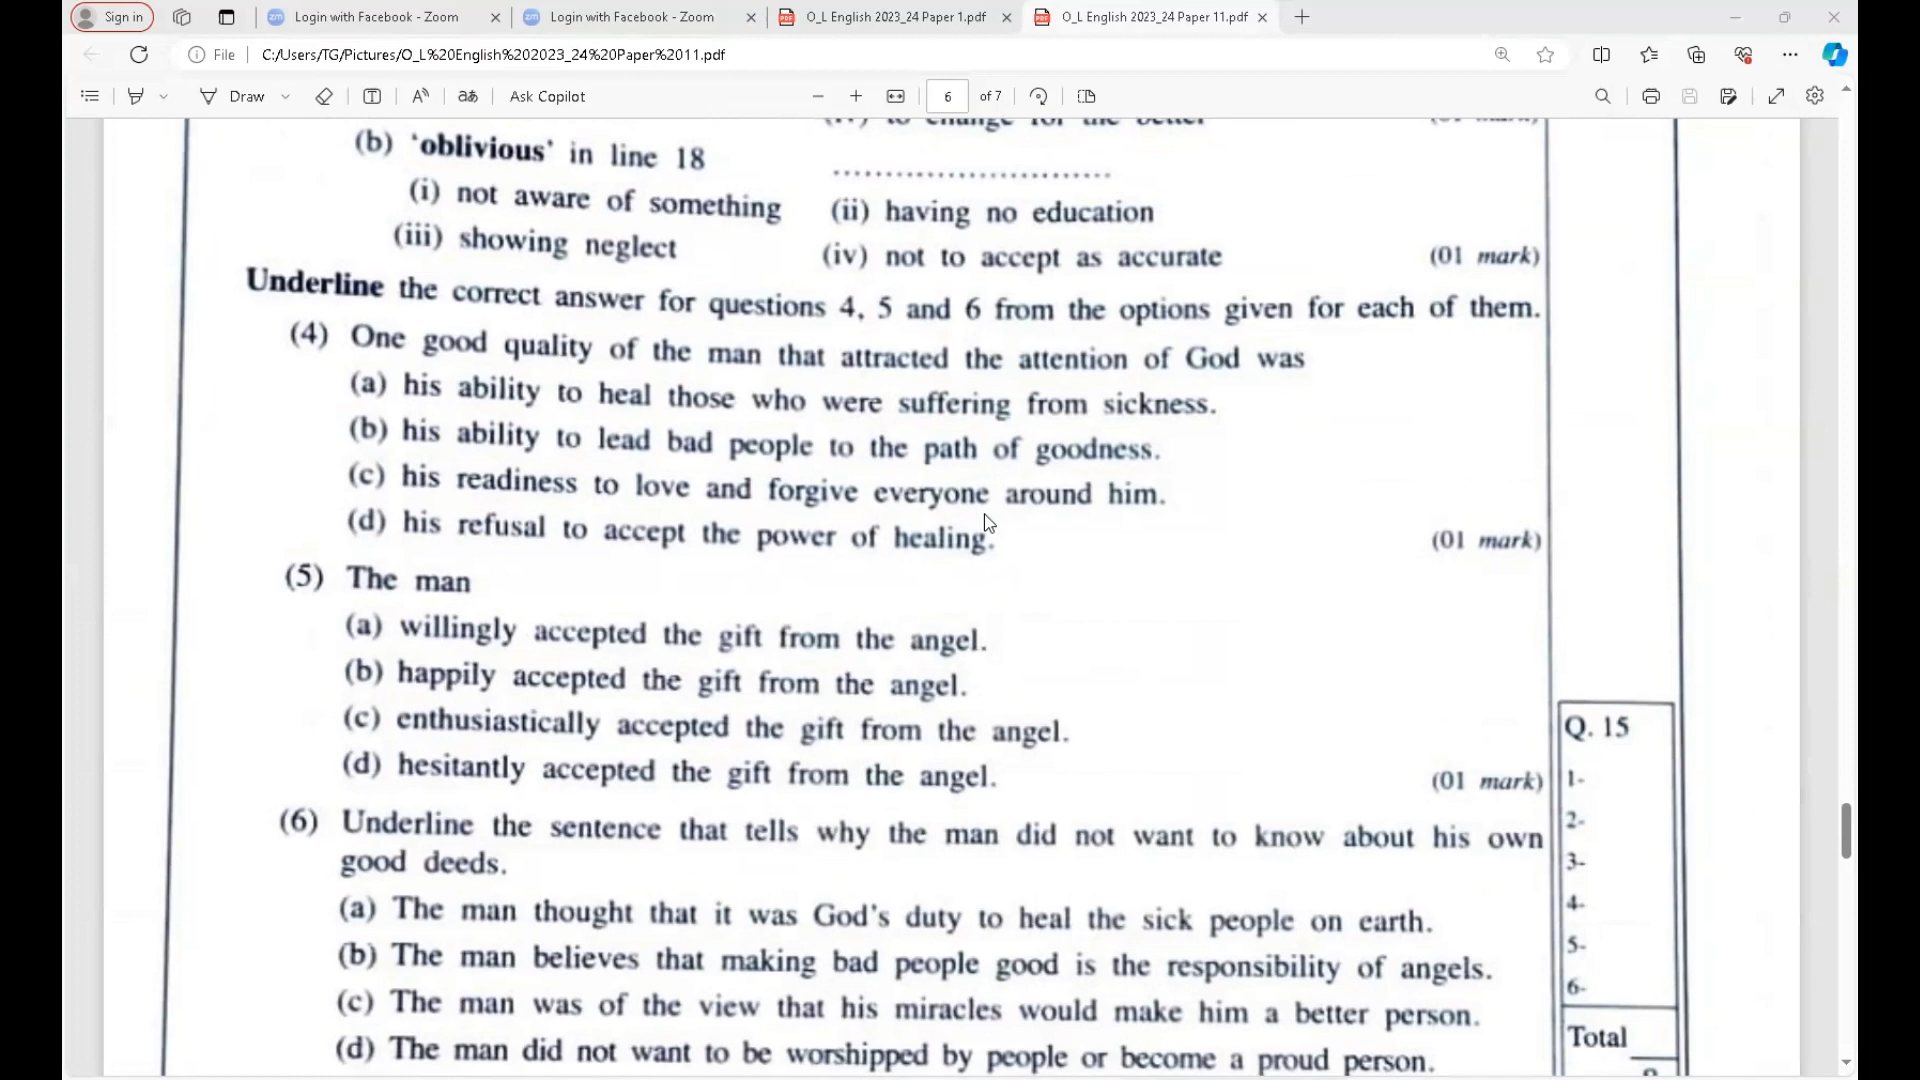 Sign in
Login with Facebook - Zoom
Login with Facebook - Zoom
O_L English 2023_24 Paper 1.pdf
O_L English 2023_24 Paper 11.pdf
File C:/Users/TG/Pictures/O_L%20English%202023_24%20Paper%2011.pdf
Draw
aあ
Ask Copilot
6 of 7
(iv) to change for the better (01 mark)
(b) 'oblivious' in line 18 ..............................
(i) not aware of something (ii) having no education
(iii) showing neglect (iv) not to accept as accurate (01 mark)
Underline the correct answer for questions 4, 5 and 6 from the options given for each of them.
(4) One good quality of the man that attracted the attention of God was
(a) his ability to heal those who were suffering from sickness.
(b) his ability to lead bad people to the path of goodness.
(c) his readiness to love and forgive everyone around him.
(d) his refusal to accept the power of healing. (01 mark)
(5) The man
(a) willingly accepted the gift from the angel.
(b) happily accepted the gift from the angel.
(c) enthusiastically accepted the gift from the angel.
(d) hesitantly accepted the gift from the angel. (01 mark)
(6) Underline the sentence that tells why the man did not want to know about his own
good deeds.
(a) The man thought that it was God's duty to heal the sick people on earth.
(b) The man believes that making bad people good is the responsibility of angels.
(c) The man was of the view that his miracles would make him a better person.
(d) The man did not want to be worshipped by people or become a proud person.
Q. 15
1-
2-
3-
4-
5-
6-
Total